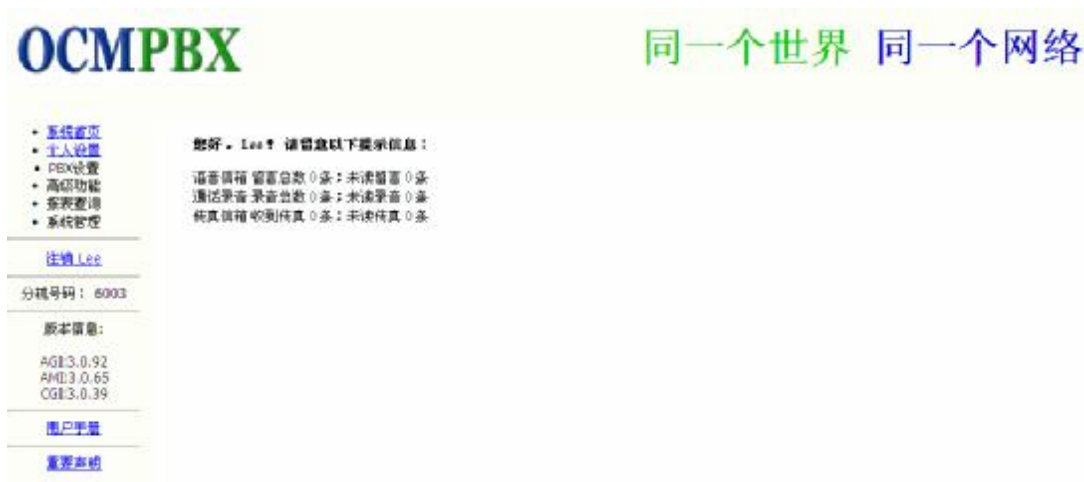 OCMPBX
同一个世界 同一个网络
系统首页
个人设置
PBX设置
高级功能
报表查询
系统管理
注销 Lee
分机号码： 6003
版本信息:
AGI:3.0.92
AMI:3.0.65
CGI:3.0.39
用户手册
重要声明
您好，Lee！ 请留意以下提示信息：
语音信箱 留言总数 0 条；未读留言 0 条
通话录音 录音总数 0 条；未读录音 0 条
传真信箱 收到传真 0 条；未读传真 0 条